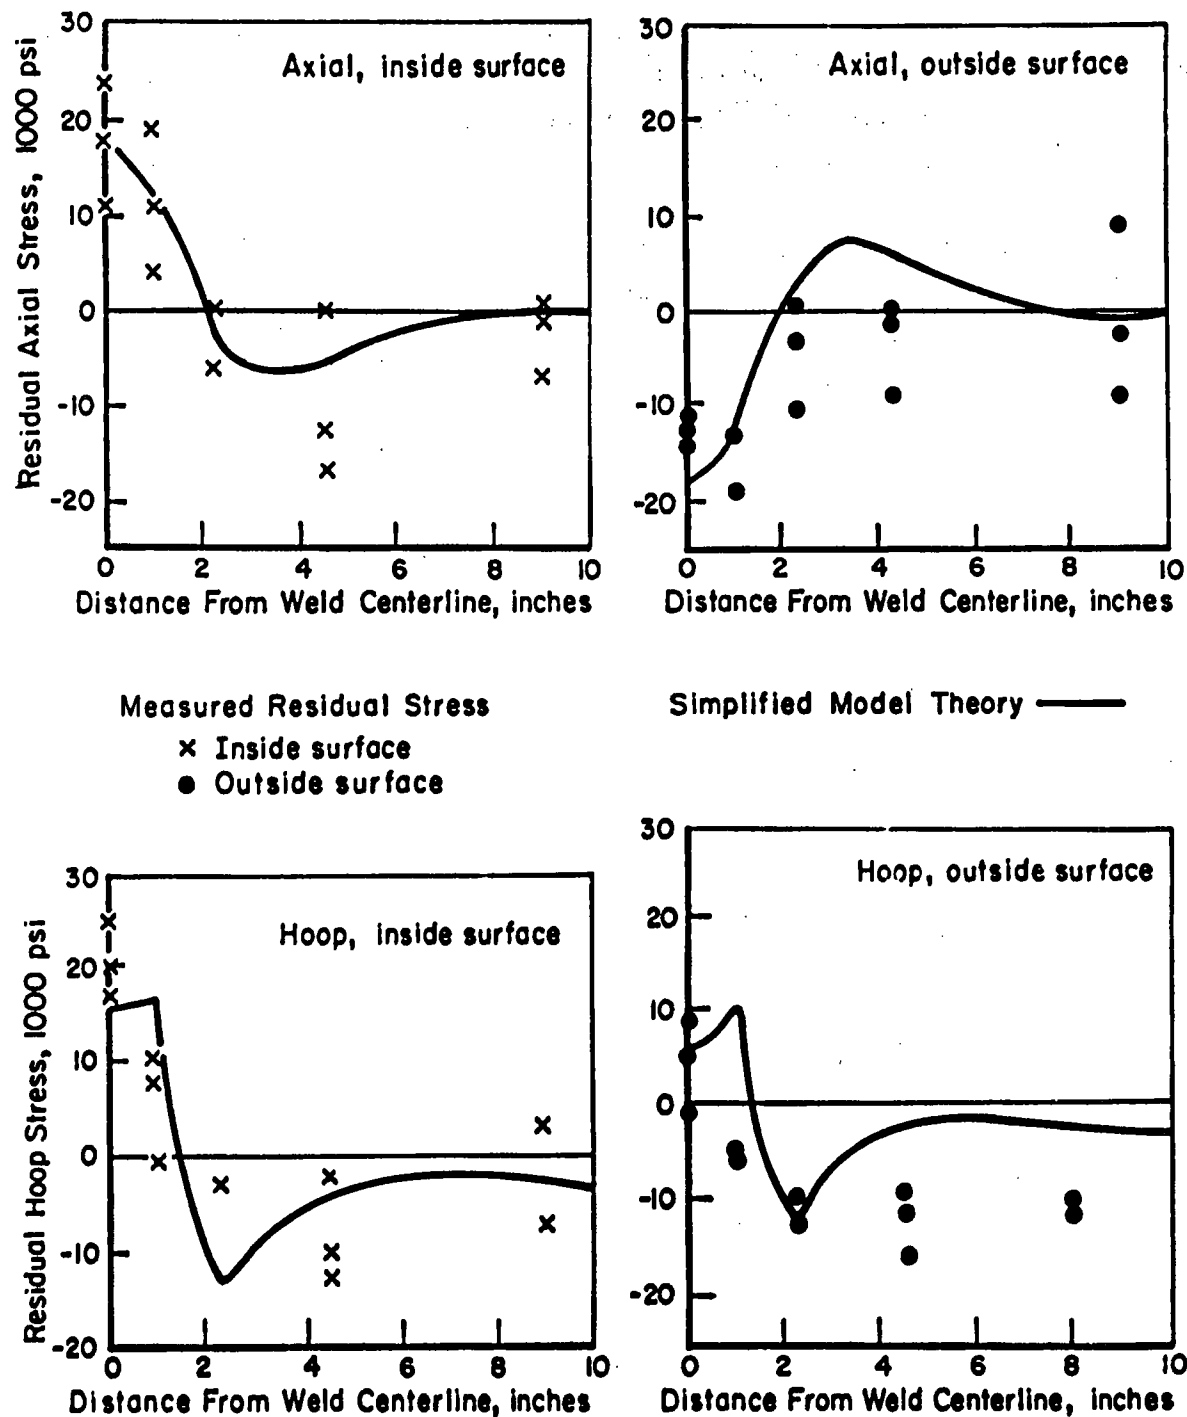 Residual Axial Stress, 1000 psi
30
20
10
0
-10
-20
Axial, inside surface
0 2 4 6 8 10
Distance From Weld Centerline, inches
30
20
10
0
-10
-20
Axial, outside surface
0 2 4 6 8 10
Distance From Weld Centerline, inches
Measured Residual Stress
x Inside surface
● Outside surface
Simplified Model Theory
Residual Hoop Stress, 1000 psi
30
20
10
0
-10
-20
Hoop, inside surface
0 2 4 6 8 10
Distance From Weld Centerline, inches
30
20
10
0
-10
-20
Hoop, outside surface
0 2 4 6 8 10
Distance From Weld Centerline, inches